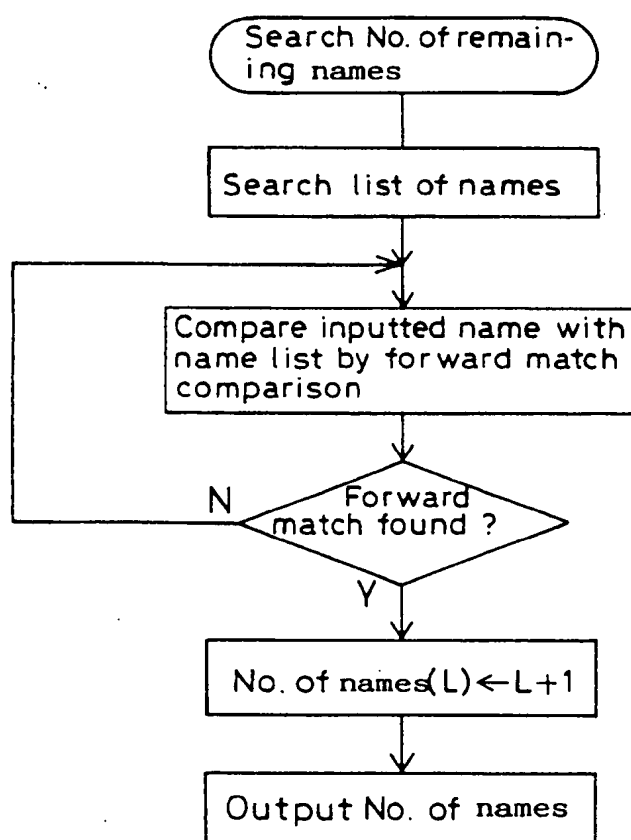 Search No. of remain-
ing names
Search list of names
Compare inputted name with
name list by forward match
comparison
N
Forward
match found ?
Y
No. of names(L)←L+1
Output No. of names